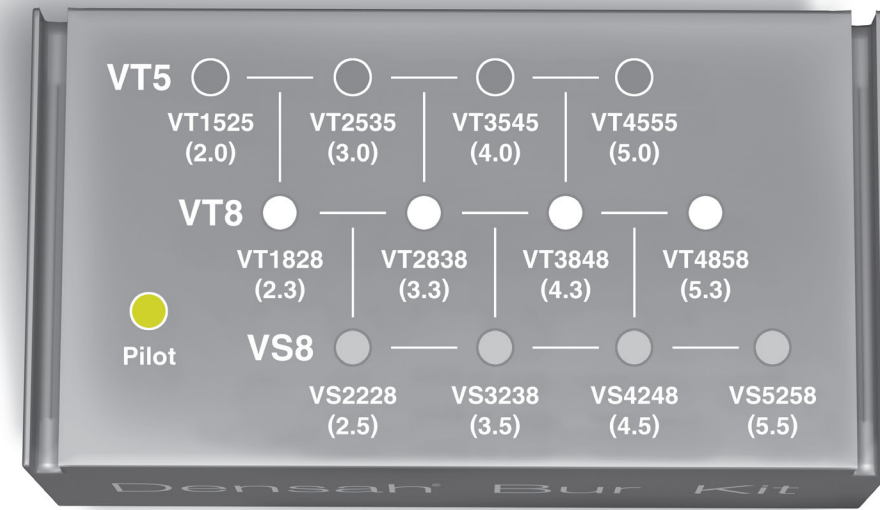 VT5
VT1525 VT2535 VT3545 VT4555
(2.0) (3.0) (4.0) (5.0)
VT8
VT1828 VT2838 VT3848 VT4858
(2.3) (3.3) (4.3) (5.3)
Pilot VS8
VS2228 VS3238 VS4248 VS5258
(2.5) (3.5) (4.5) (5.5)
Densah® Bur Kit